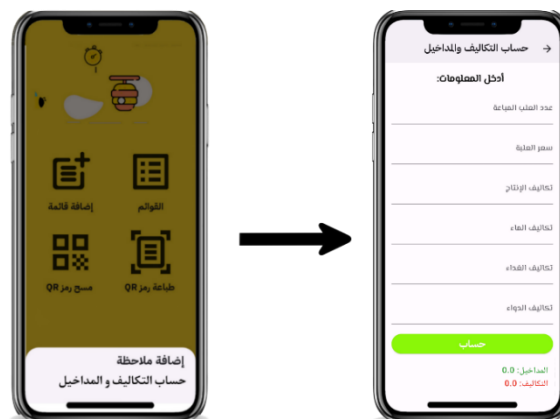 القوائم
إضافة قائمة
طباعة رمز QR
مسح رمز QR
إضافة ملاحظة
حساب التكاليف و المداخيل
حساب التكاليف والمداخيل
أدخل المعلومات:
عدد العلب المباعة
سعر العلبة
تكاليف الإنتاج
تكاليف الماء
تكاليف الغذاء
تكاليف الدواء
حساب
المداخيل: 0.0
التكاليف: 0.0